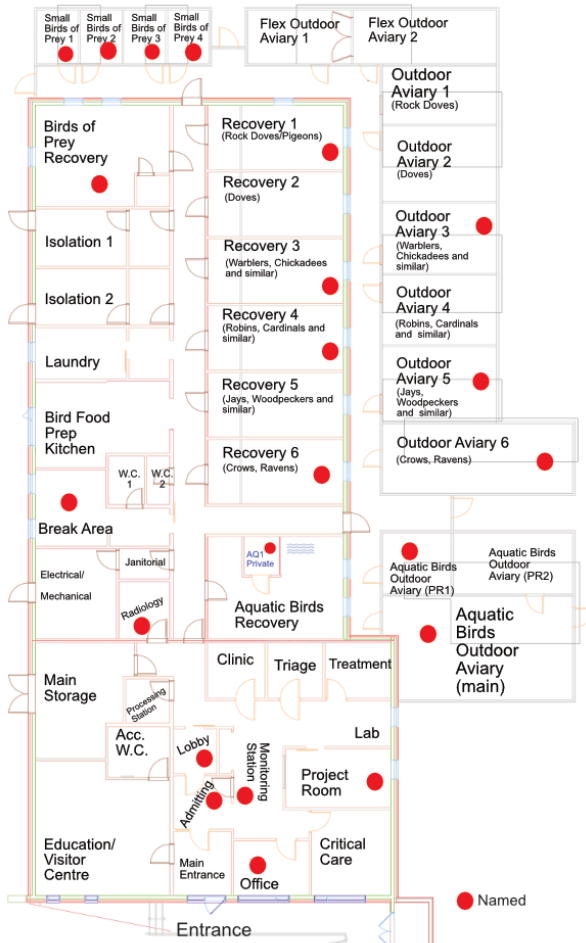 Small
Birds of
Prey 1
Small
Birds of
Prey 2
Small
Birds of
Prey 3
Small
Birds of
Prey 4
Flex Outdoor
Aviary 1
Flex Outdoor
Aviary 2
Birds of
Prey
Recovery
Recovery 1
(Rock Doves/Pigeons)
Outdoor
Aviary 1
(Rock Doves)
Recovery 2
(Doves)
Outdoor
Aviary 2
(Doves)
Isolation 1
Recovery 3
(Warblers, Chickadees
and similar)
Outdoor
Aviary 3
(Warblers,
Chickadees and
similar)
Isolation 2
Recovery 4
(Robins, Cardinals and
similar)
Outdoor
Aviary 4
(Robins, Cardinals
and similar)
Laundry
Recovery 5
(Jays, Woodpeckers and
similar)
Outdoor
Aviary 5
(Jays,
Woodpeckers
and similar)
Bird Food
Prep
Kitchen
W.C.
1
W.C.
2
Recovery 6
(Crows, Ravens)
Outdoor Aviary 6
(Crows, Ravens)
Break Area
Electrical/
Mechanical
Janitorial
Radiology
AQ1
Private
Aquatic Birds
Recovery
Aquatic Birds
Outdoor
Aviary (PR1)
Aquatic Birds
Outdoor
Aviary (PR2)
Aquatic
Birds
Outdoor
Aviary
(main)
Main
Storage
Processing
Station
Acc.
W.C.
Clinic
Triage
Treatment
Lobby
Monitoring
Station
Lab
Admitting
Project
Room
Education/
Visitor
Centre
Main
Entrance
Office
Critical
Care
Named
Entrance